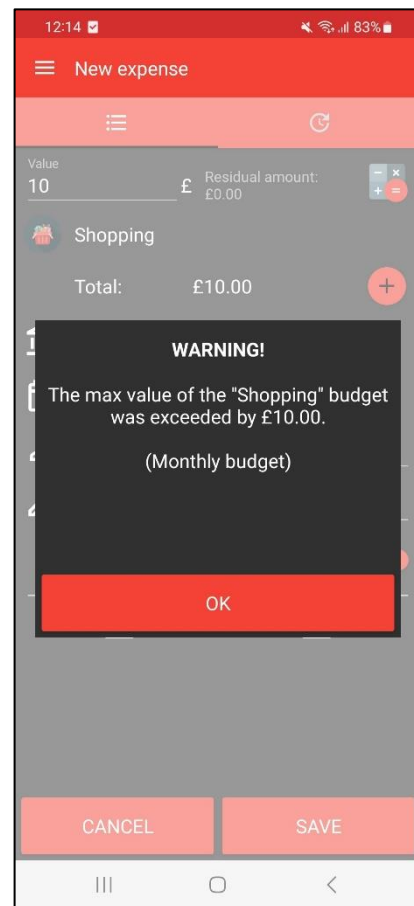 12:14 83%
New expense
Value
10 £ Residual amount:
£0.00
Shopping
Total: £10.00
WARNING!
The max value of the "Shopping" budget
was exceeded by £10.00.
(Monthly budget)
OK
CANCEL SAVE